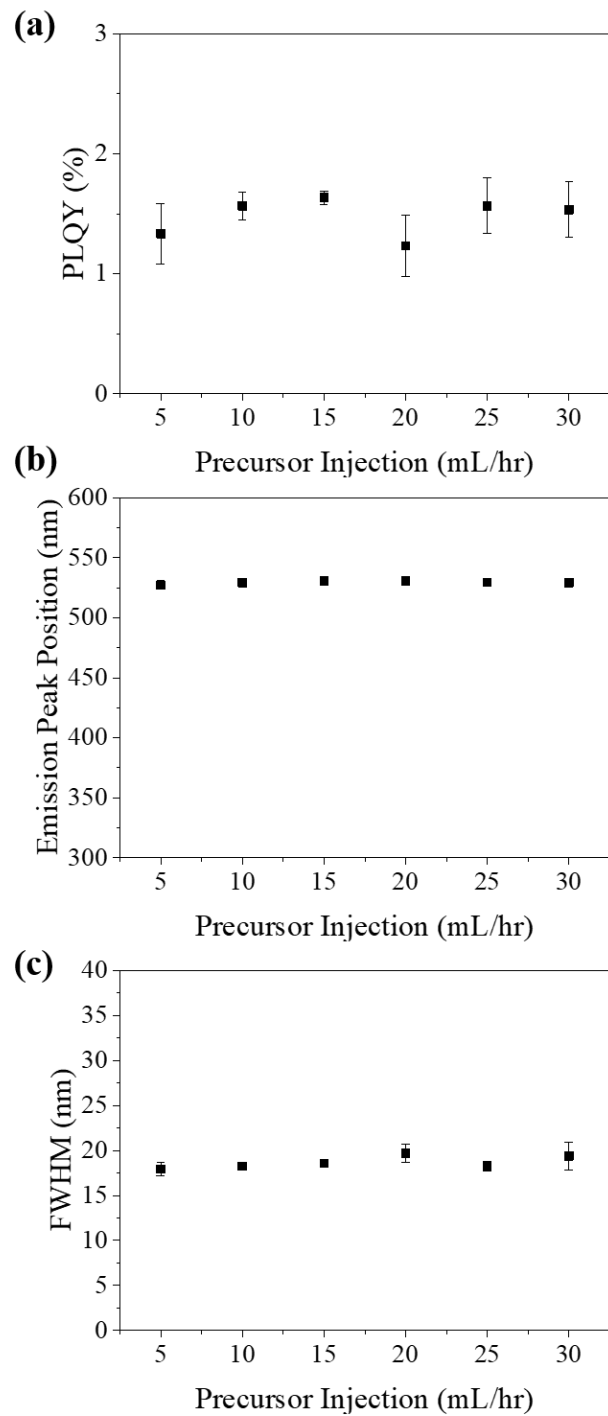 (a)
3
2
1
0
PLQY (%)
5 10 15 20 25 30
Precursor Injection (mL/hr)
(b)
600
550
500
450
400
350
300
Emission Peak Position (nm)
5 10 15 20 25 30
Precursor Injection (mL/hr)
(c)
40
35
30
25
20
15
10
5
0
FWHM (nm)
5 10 15 20 25 30
Precursor Injection (mL/hr)